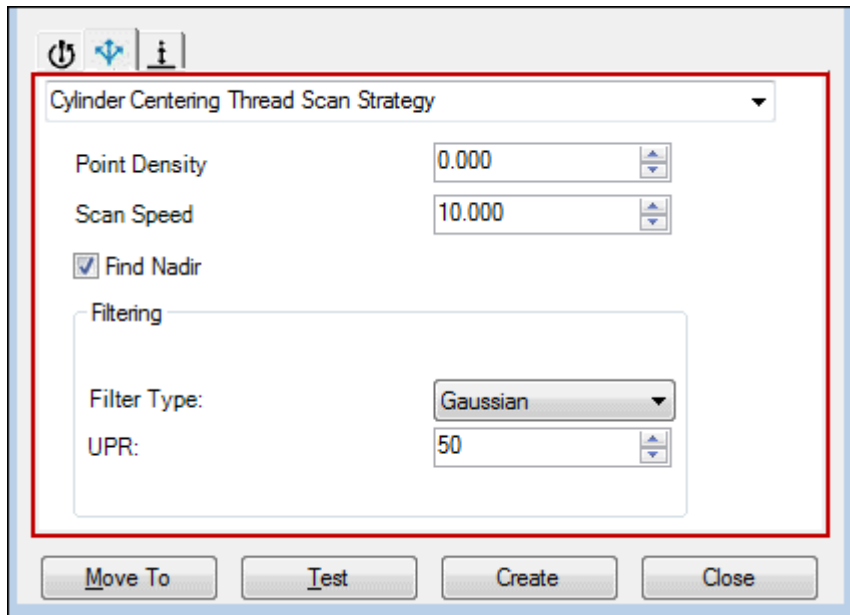 Cylinder Centering Thread Scan Strategy
Point Density 0.000
Scan Speed 10.000
Find Nadir
Filtering
Filter Type: Gaussian
UPR: 50
Move To Test Create Close